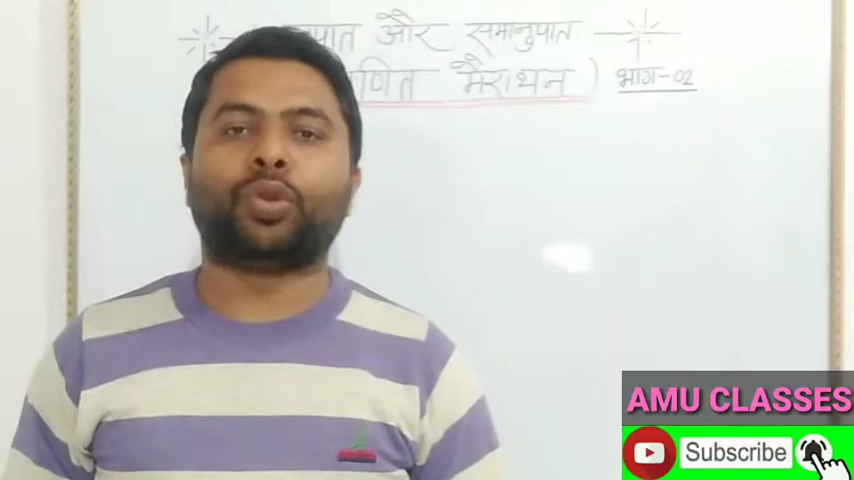 और समानुपात
मैराथन ) भाग-02
AMU CLASSES
Subscribe